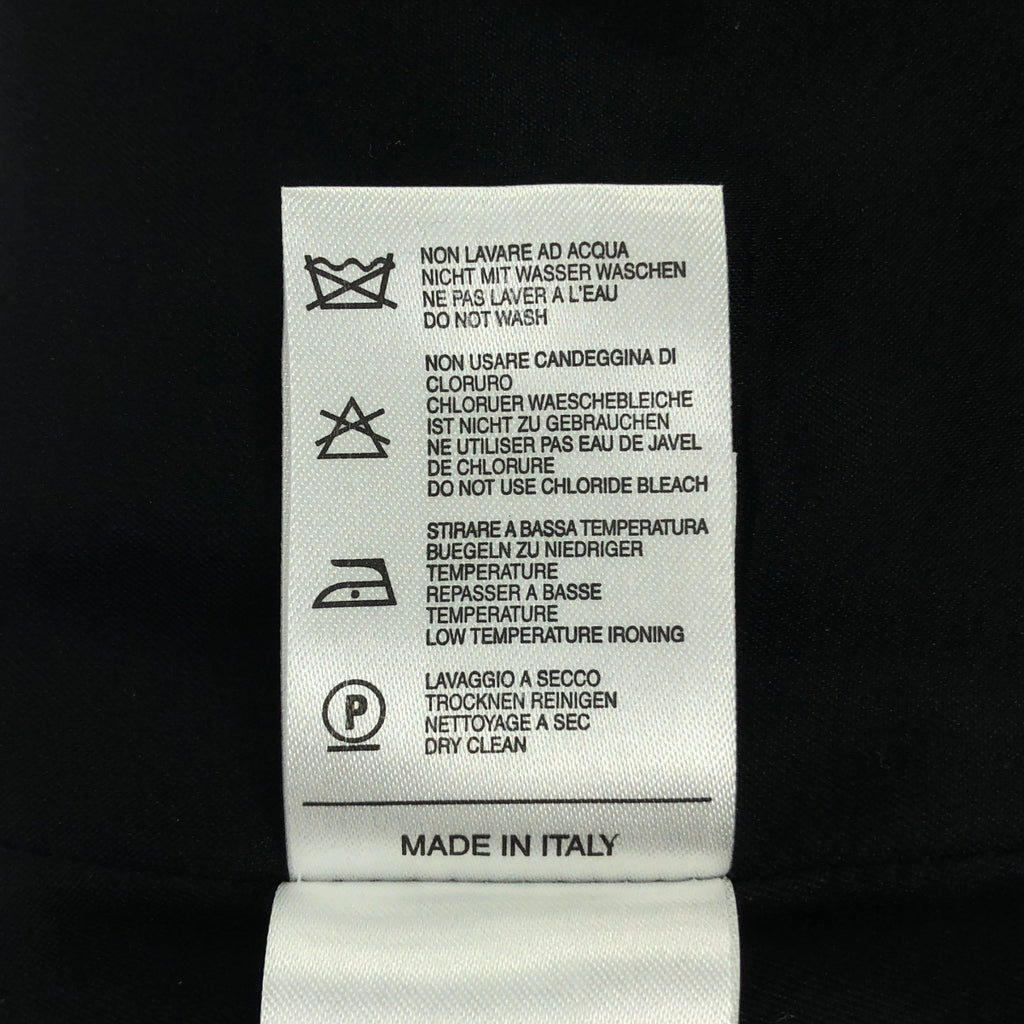 NON LAVARE AD ACQUA
NICHT MIT WASSER WASCHEN
NE PAS LAVER A L'EAU
DO NOT WASH
NON USARE CANDEGGINA DI
CLORURO
CHLORUER WAESCHEBLEICHE
IST NICHT ZU GEBRAUCHEN
NE UTILISER PAS EAU DE JAVEL
DE CHLORURE
DO NOT USE CHLORIDE BLEACH
STIRARE A BASSA TEMPERATURA
BUEGELN ZU NIEDRIGER
TEMPERATURE
REPASSER A BASSE
TEMPERATURE
LOW TEMPERATURE IRONING
P
LAVAGGIO A SECCO
TROCKNEN REINIGEN
NETTOYAGE A SEC
DRY CLEAN
MADE IN ITALY